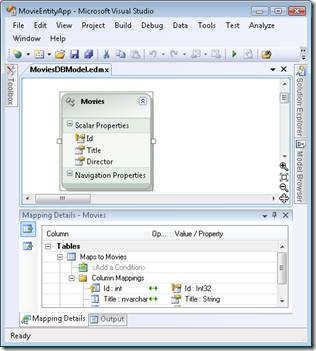 MovieEntityApp - Microsoft Visual Studio
File Edit View Project Build Debug Data Tools Test Analyze
Window Help
MoviesDBModel.edmx
Toolbox
Movies
Scalar Properties
Id
Title
Director
Navigation Properties
Solution Explorer
Model Browser
Mapping Details - Movies
Column Op... Value / Property
Tables
Maps to Movies
<Add a Condition>
Column Mappings
Id : int Id : Int32
Title : nvarchar Title : String
Mapping Details Output
Ready